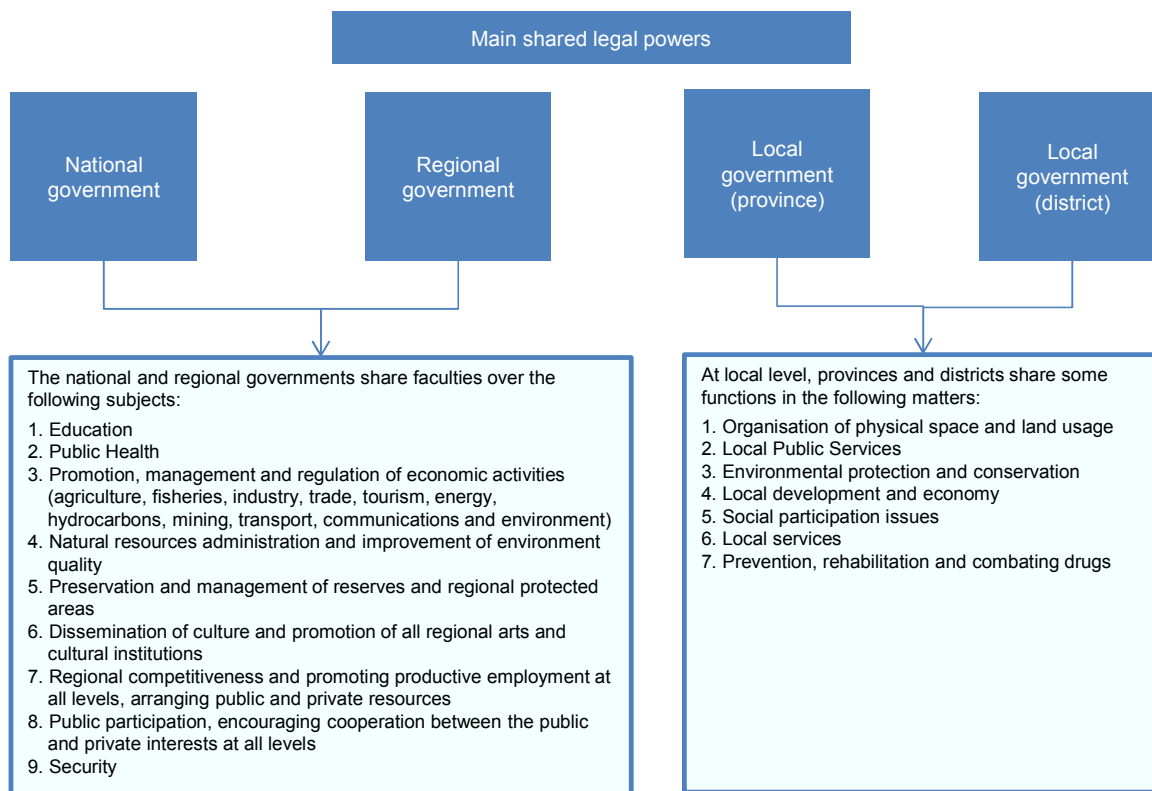 Main shared legal powers
National
government
Regional
government
Local
government
(province)
Local
government
(district)
The national and regional governments share faculties over the
following subjects:
1. Education
2. Public Health
3. Promotion, management and regulation of economic activities
(agriculture, fisheries, industry, trade, tourism, energy,
hydrocarbons, mining, transport, communications and environment)
4. Natural resources administration and improvement of environment
quality
5. Preservation and management of reserves and regional protected
areas
6. Dissemination of culture and promotion of all regional arts and
cultural institutions
7. Regional competitiveness and promoting productive employment at
all levels, arranging public and private resources
8. Public participation, encouraging cooperation between the public
and private interests at all levels
9. Security
At local level, provinces and districts share some
functions in the following matters:
1. Organisation of physical space and land usage
2. Local Public Services
3. Environmental protection and conservation
4. Local development and economy
5. Social participation issues
6. Local services
7. Prevention, rehabilitation and combating drugs